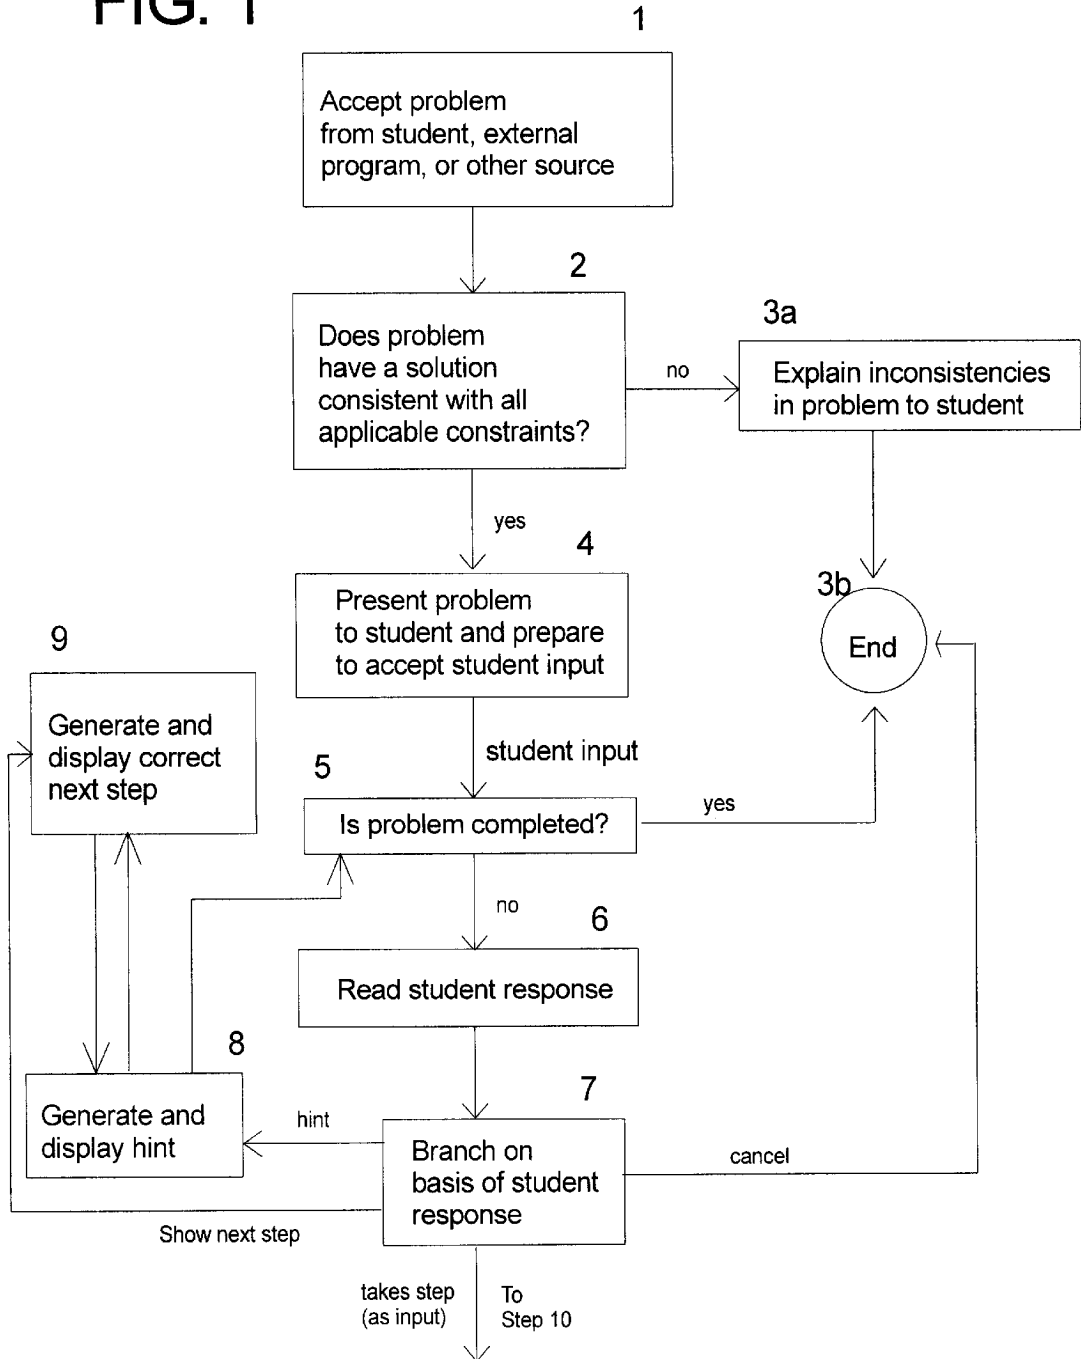 FIG. 1
1
Accept problem
from student, external
program, or other source
2
Does problem
have a solution
consistent with all
applicable constraints?
no
3a
Explain inconsistencies
in problem to student
yes
4
Present problem
to student and prepare
to accept student input
3b
End
9
Generate and
display correct
next step
student input
5
Is problem completed?
yes
no
6
Read student response
8
Generate and
display hint
hint
7
Branch on
basis of student
response
cancel
Show next step
takes step
(as input)
To
Step 10